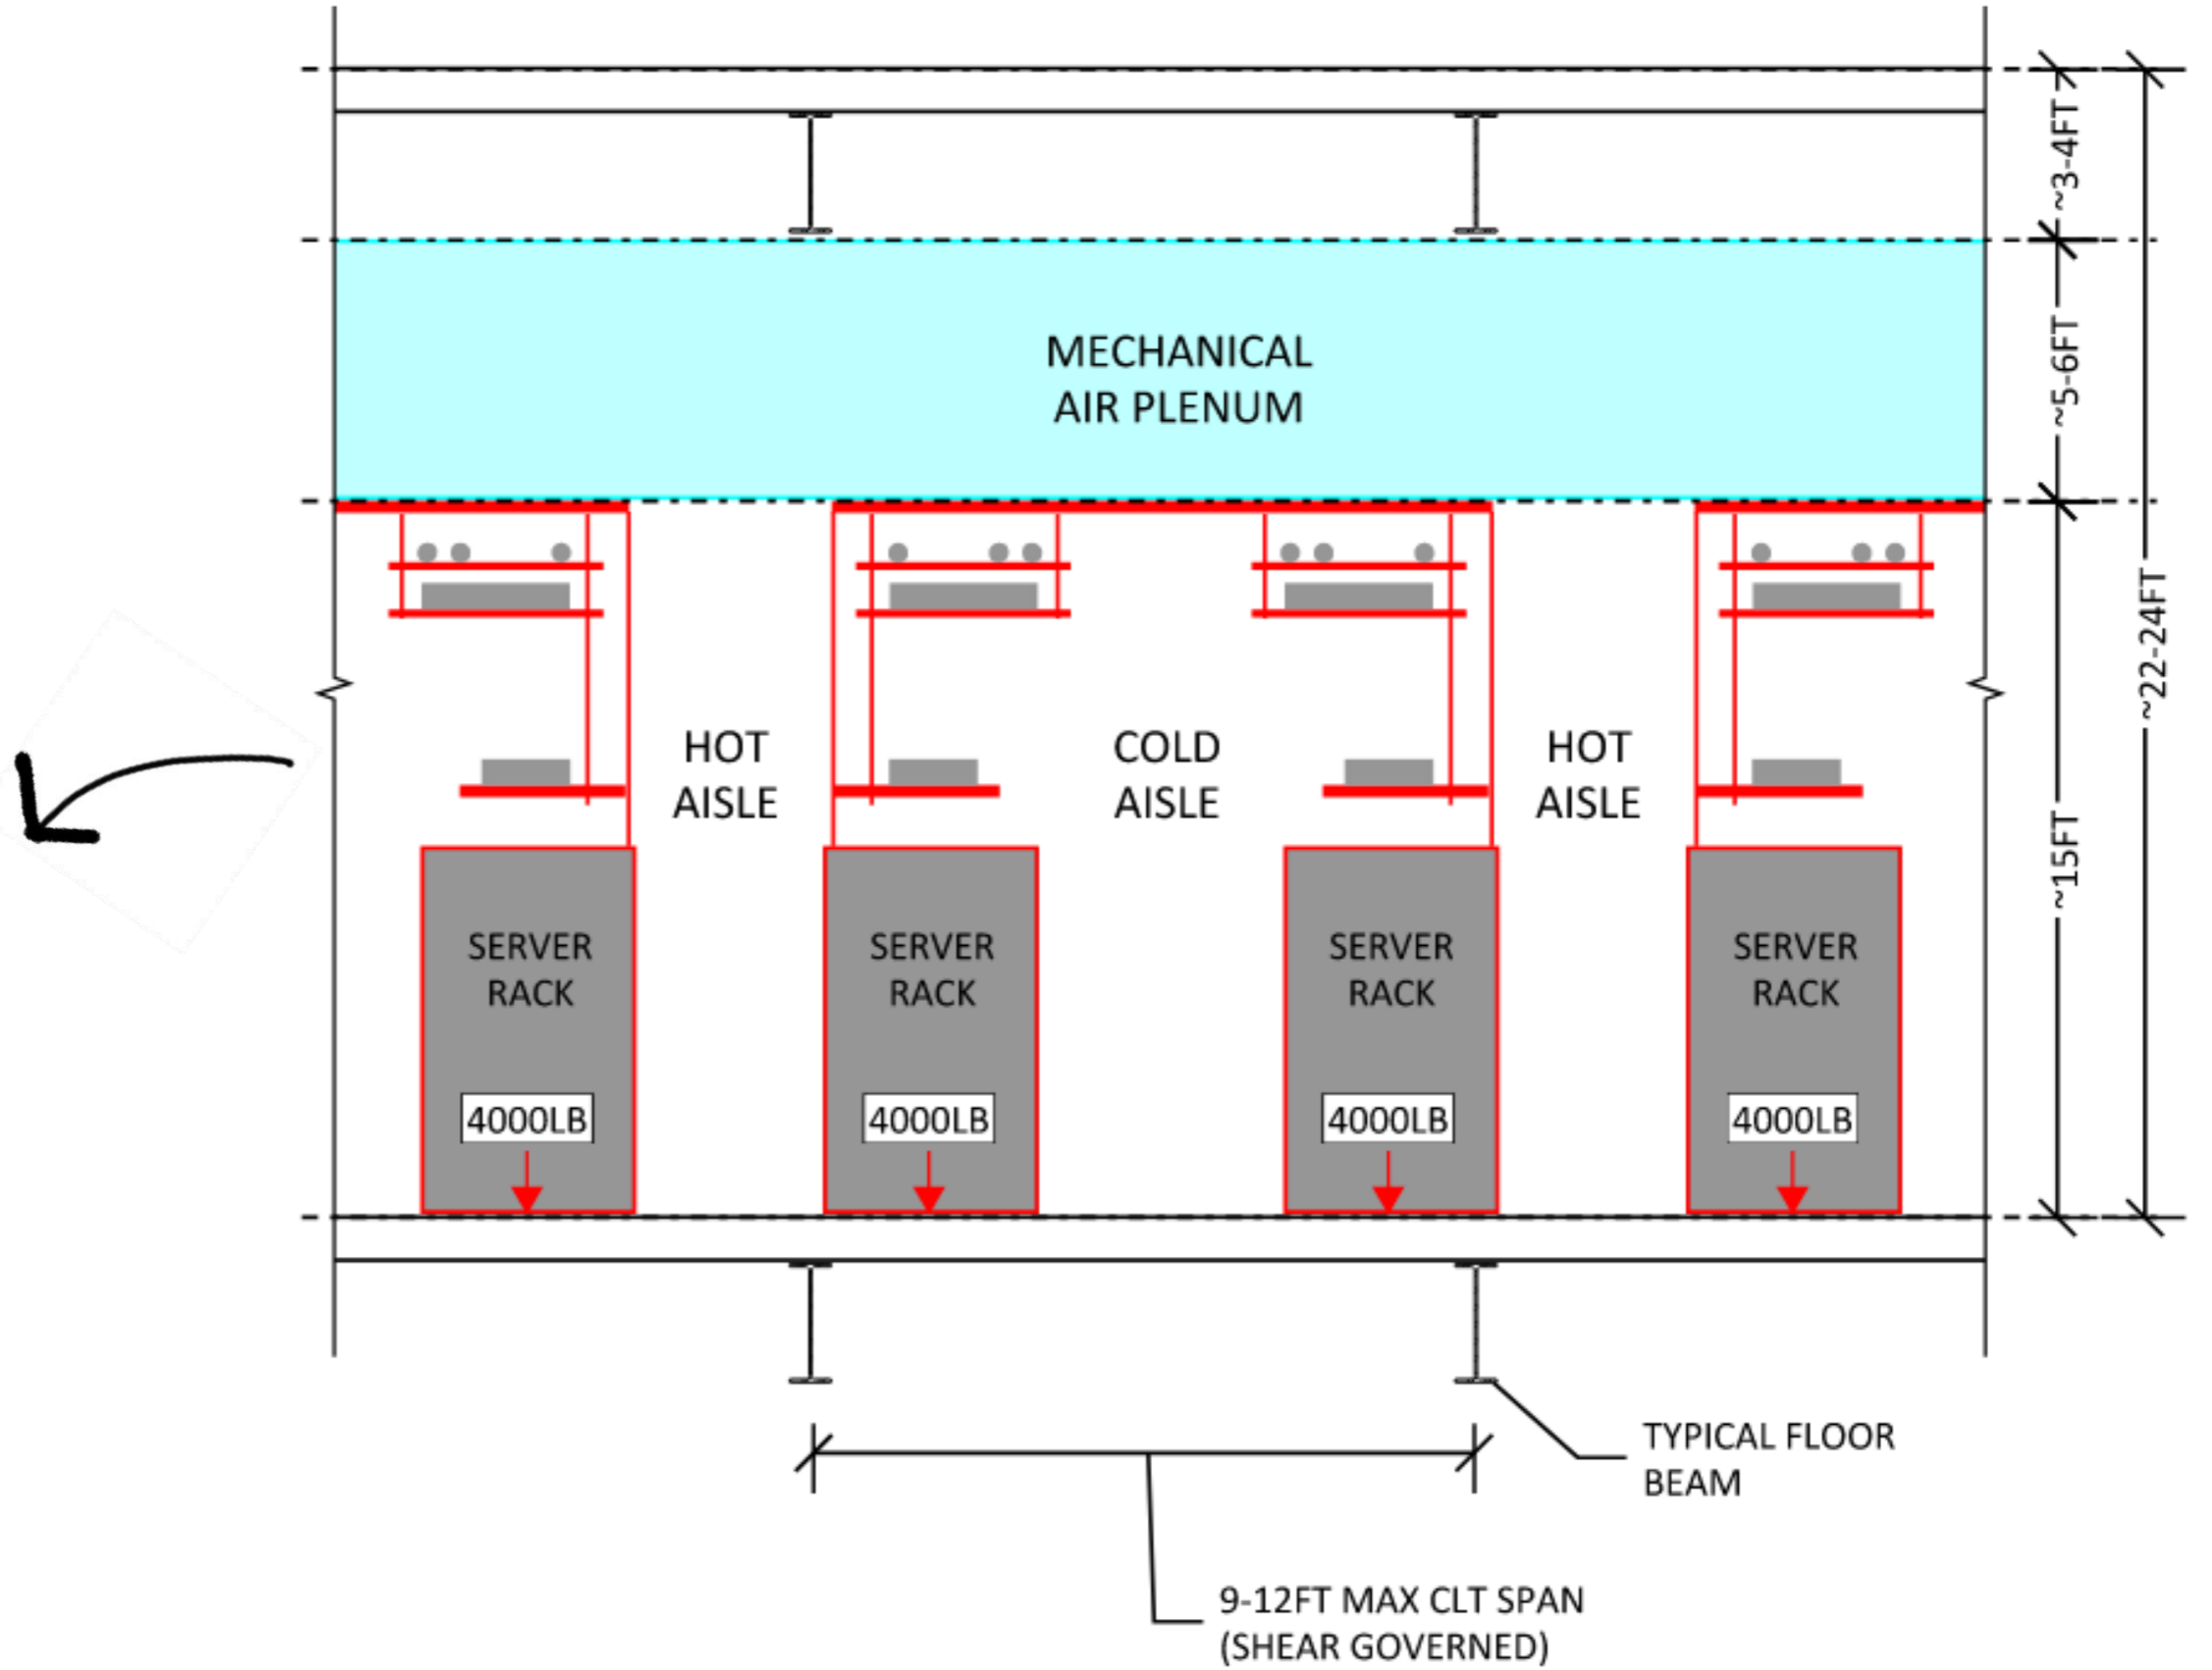 ~3-4FT
MECHANICAL
AIR PLENUM
~5-6FT
~22-24FT
HOT
AISLE
COLD
AISLE
HOT
AISLE
~15FT
SERVER
RACK
SERVER
RACK
SERVER
RACK
SERVER
RACK
4000LB
4000LB
4000LB
4000LB
TYPICAL FLOOR
BEAM
9-12FT MAX CLT SPAN
(SHEAR GOVERNED)